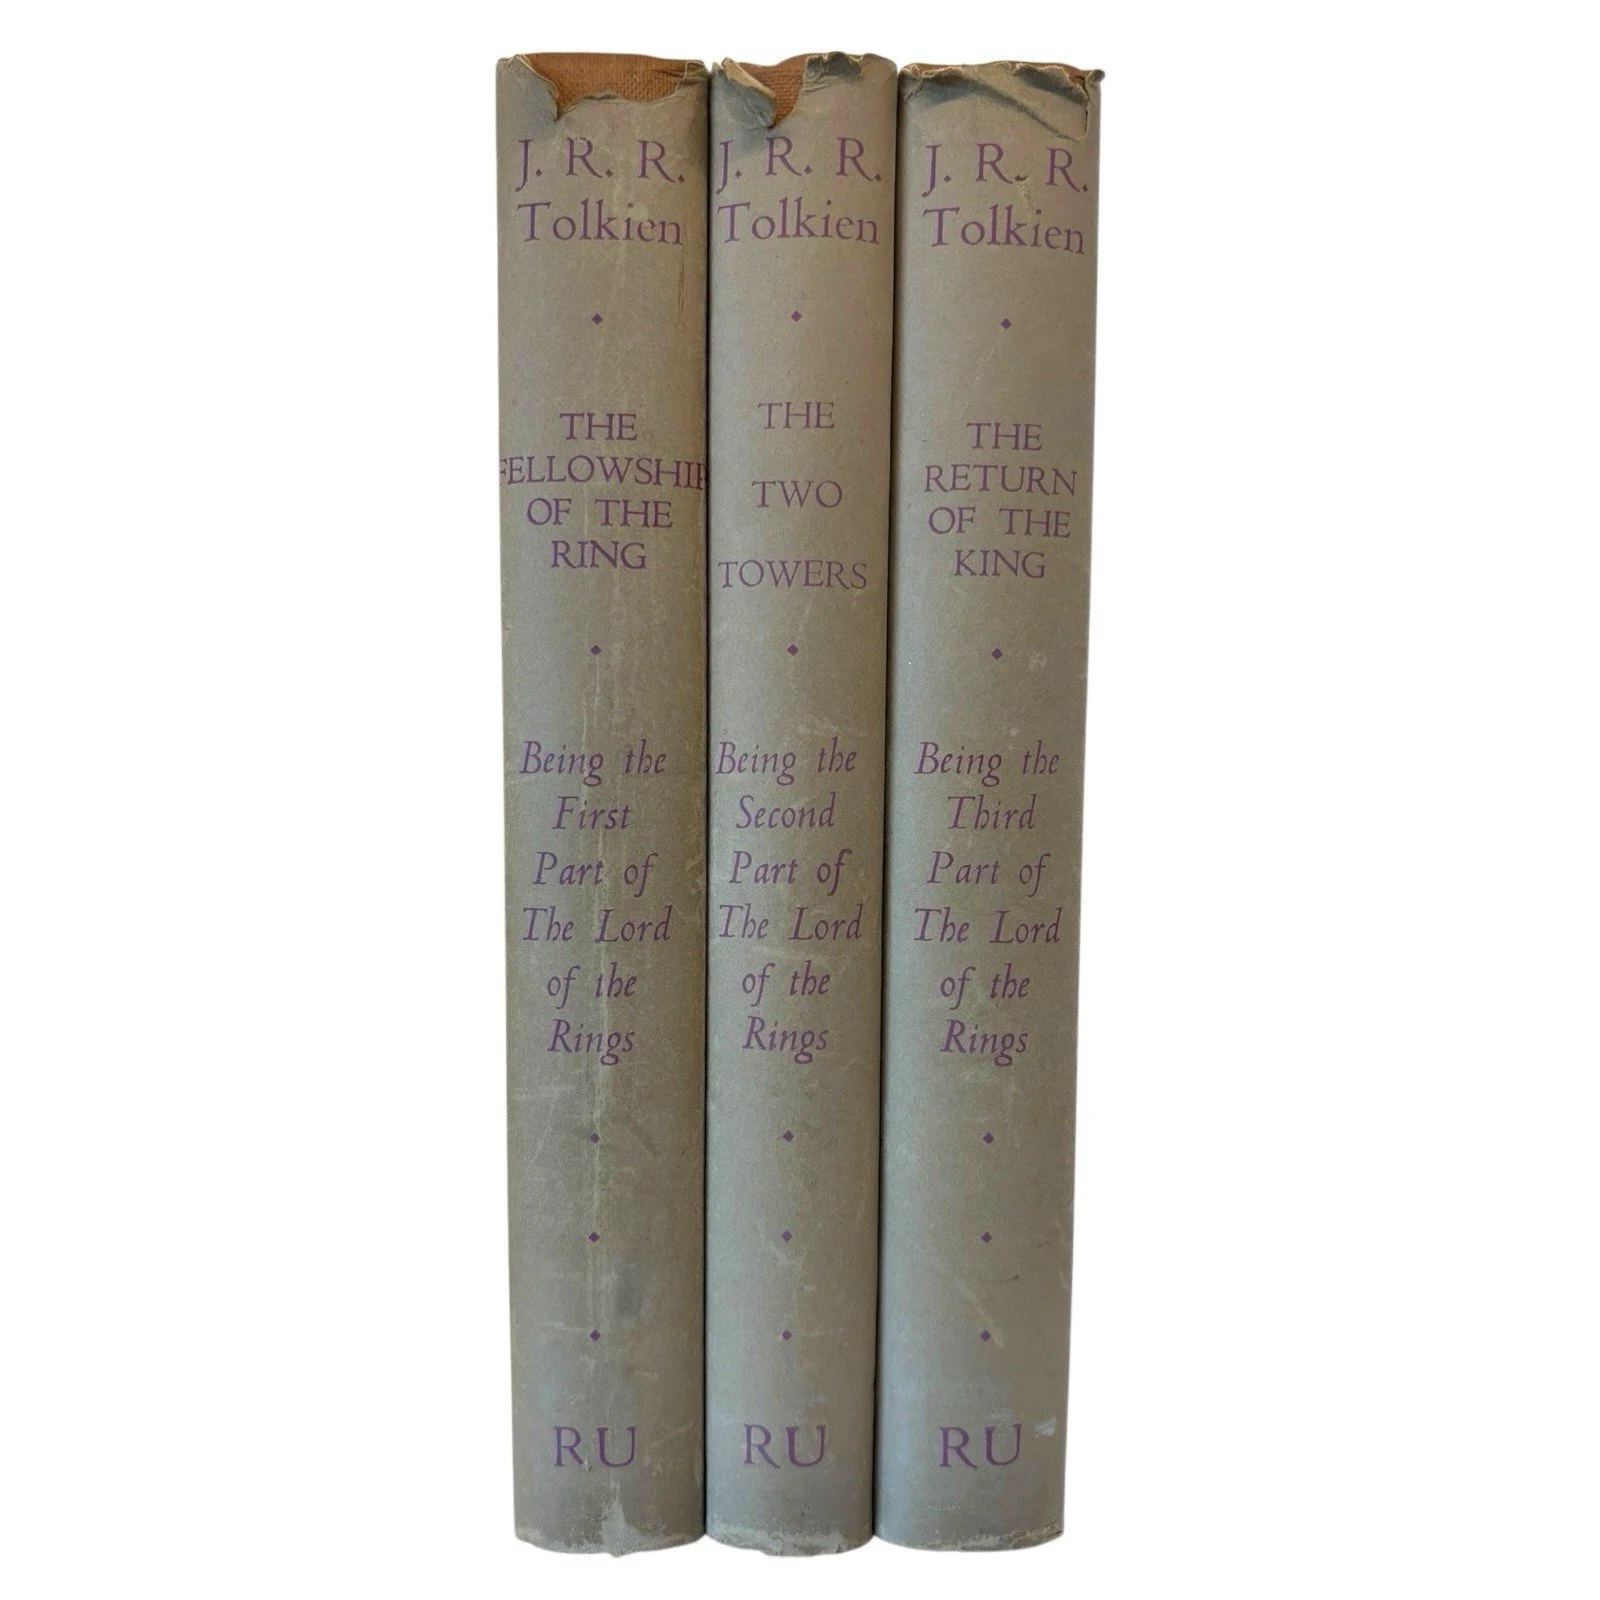 J. R. R.
Tolkien
THE
FELLOWSHIP
OF THE
RING
Being the
First
Part of
The Lord
of the
Rings
RU
J. R. R.
Tolkien
THE
TWO
TOWERS
Being the
Second
Part of
The Lord
of the
Rings
RU
J. R. R.
Tolkien
THE
RETURN
OF THE
KING
Being the
Third
Part of
The Lord
of the
Rings
RU